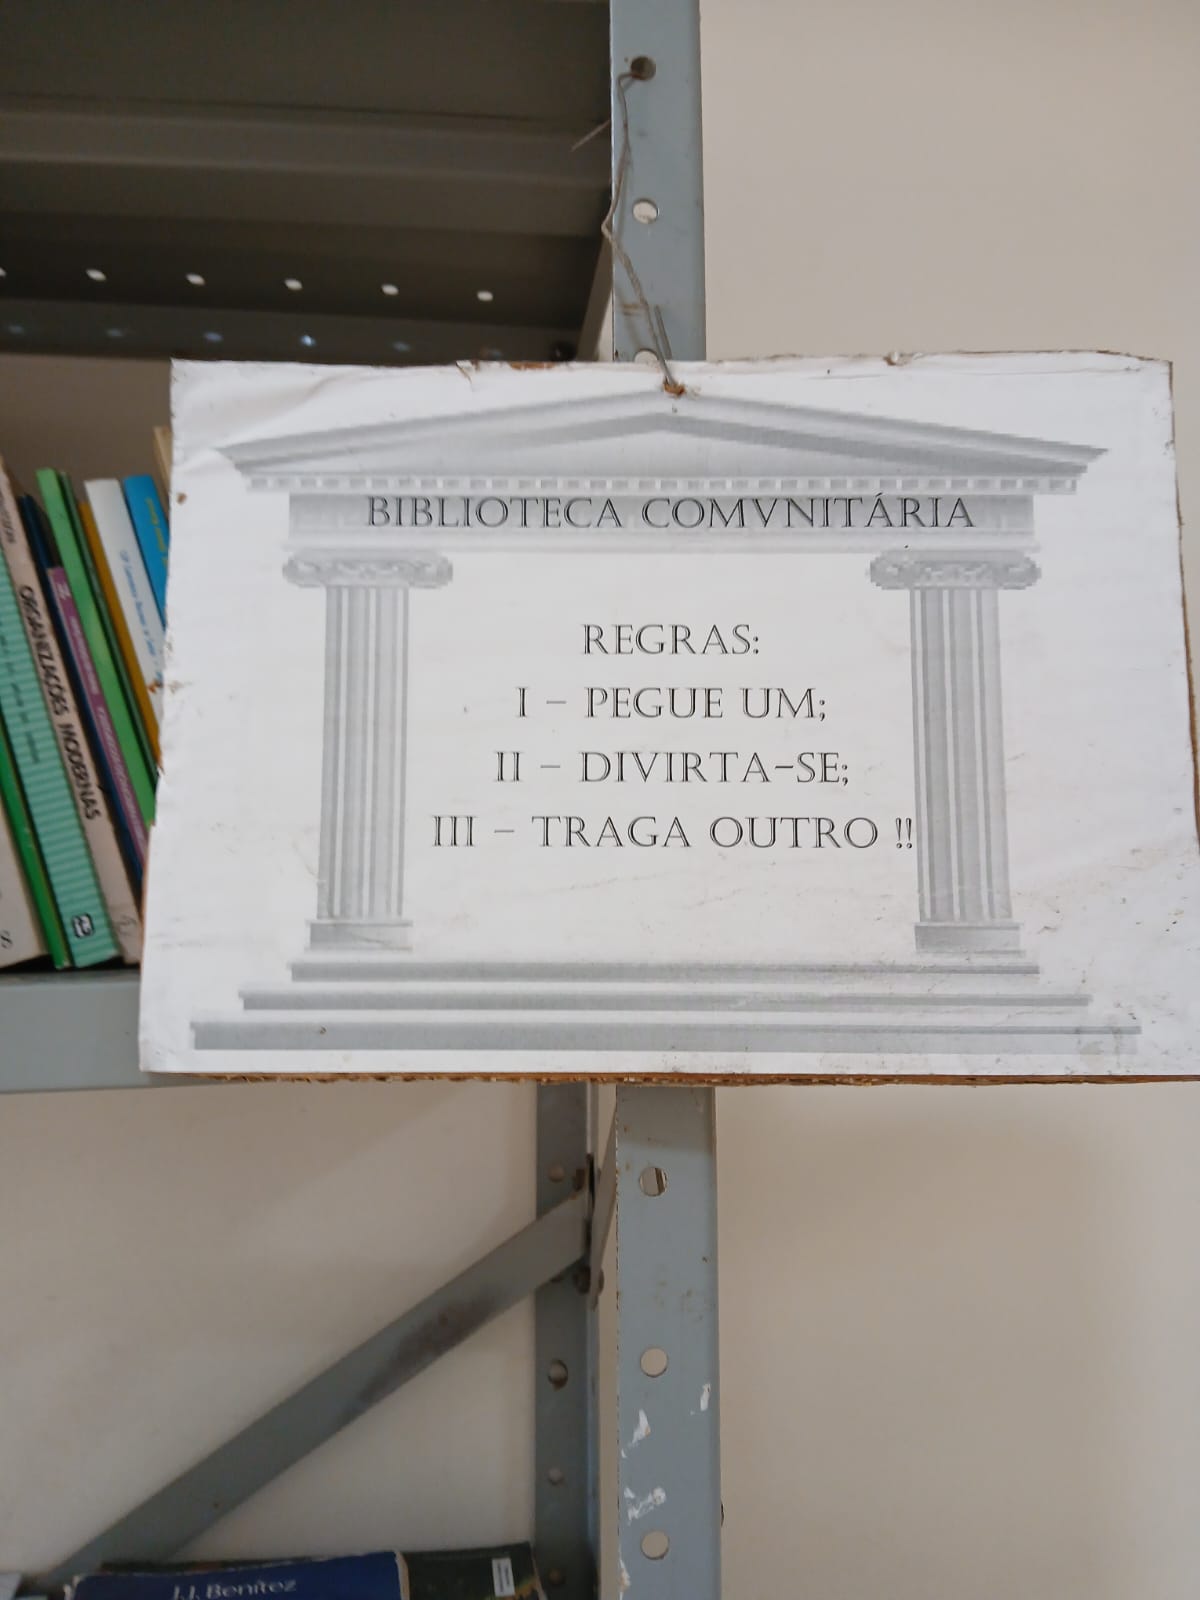 BIBLIOTECA COMVNITÁRIA
REGRAS:
I – PEGUE UM;
II – DIVIRTA-SE;
III – TRAGA OUTRO !!
ORGANIZAÇÕES MODERNAS
J.J. Benítez